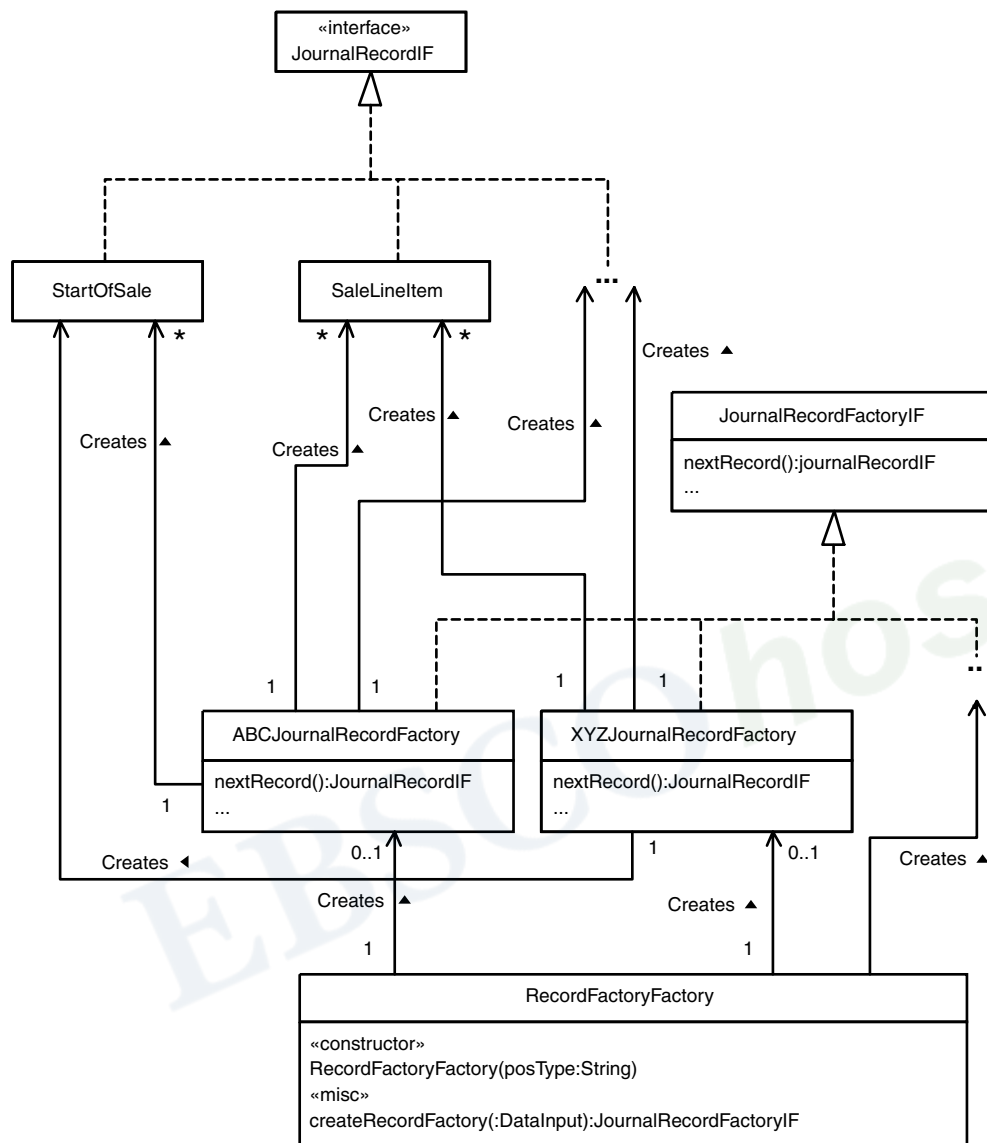 «interface»
JournalRecordIF
StartOfSale
SaleLineItem
...
*
*
*
Creates ▲
JournalRecordFactoryIF
nextRecord():journalRecordIF
...
Creates ▲
Creates ▲
Creates ▲
Creates ▲
..
1
1
1
1
ABCJournalRecordFactory
nextRecord():JournalRecordIF
...
XYZJournalRecordFactory
nextRecord():JournalRecordIF
...
1
Creates ◀
0..1
1
0..1
Creates ▲
Creates ▲
Creates ▲
1
1
RecordFactoryFactory
«constructor»
RecordFactoryFactory(posType:String)
«misc»
createRecordFactory(:DataInput):JournalRecordFactoryIF
EBSCOhos